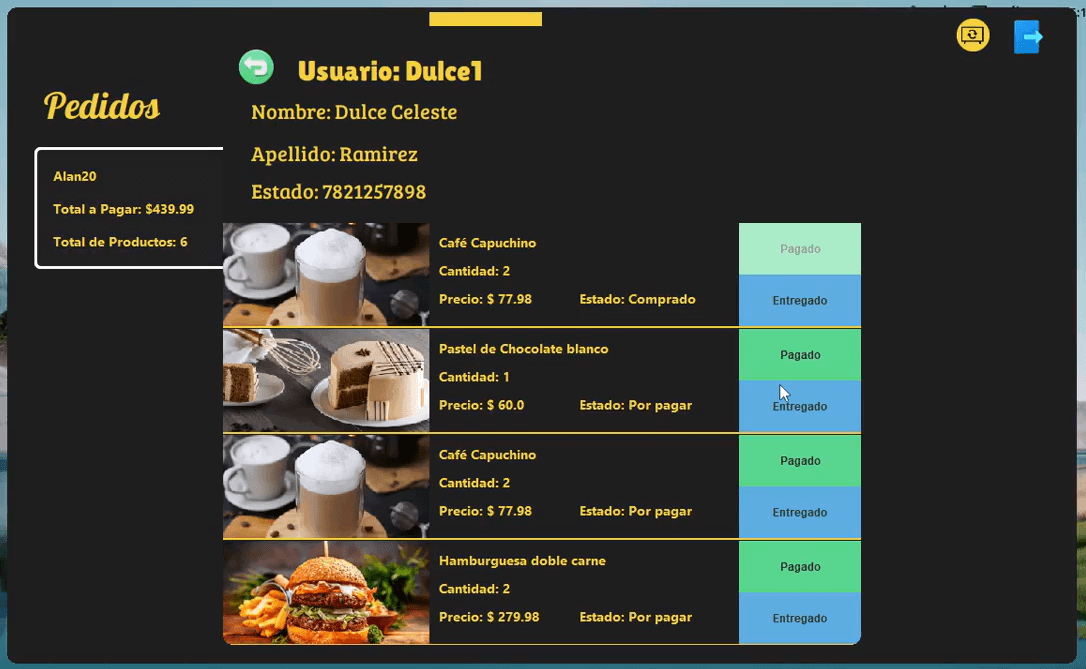 Usuario: Dulce1
Nombre: Dulce Celeste
Apellido: Ramirez
Estado: 7821257898
Pedidos
Alan20
Total a Pagar: $439.99
Total de Productos: 6
Café Capuchino
Cantidad: 2
Precio: $ 77.98
Estado: Comprado
Pagado
Entregado
Pastel de Chocolate blanco
Cantidad: 1
Precio: $ 60.0
Estado: Por pagar
Pagado
Entregado
Café Capuchino
Cantidad: 2
Precio: $ 77.98
Estado: Por pagar
Pagado
Entregado
Hamburguesa doble carne
Cantidad: 2
Precio: $ 279.98
Estado: Por pagar
Pagado
Entregado